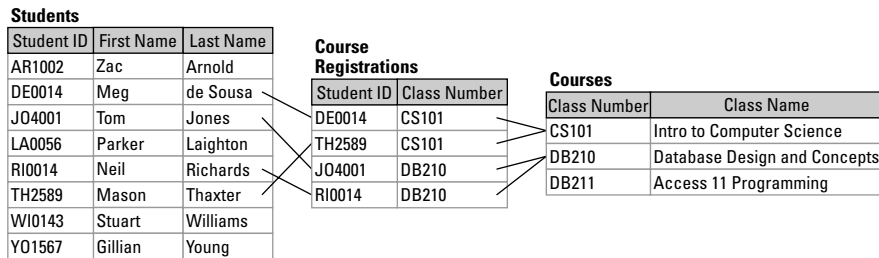 Students
Student ID First Name Last Name
AR1002 Zac Arnold
DE0014 Meg de Sousa
JO4001 Tom Jones
LA0056 Parker Laighton
RI0014 Neil Richards
TH2589 Mason Thaxter
WI0143 Stuart Williams
YO1567 Gillian Young
Course
Registrations
Student ID Class Number
DE0014 CS101
TH2589 CS101
JO4001 DB210
RI0014 DB210
Courses
Class Number Class Name
CS101 Intro to Computer Science
DB210 Database Design and Concepts
DB211 Access 11 Programming